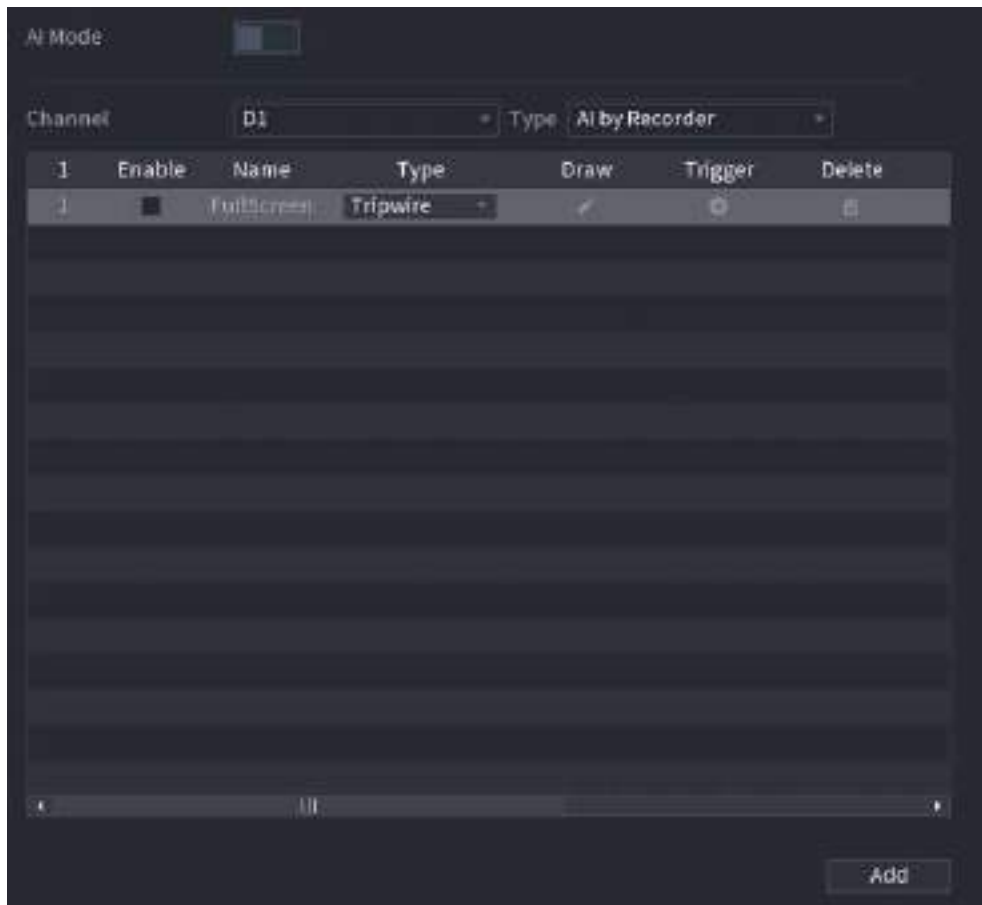 AI Mode
Channel D1 Type AI by Recorder
1 Enable Name Type Draw Trigger Delete
1 FullScreen Tripwire
Add